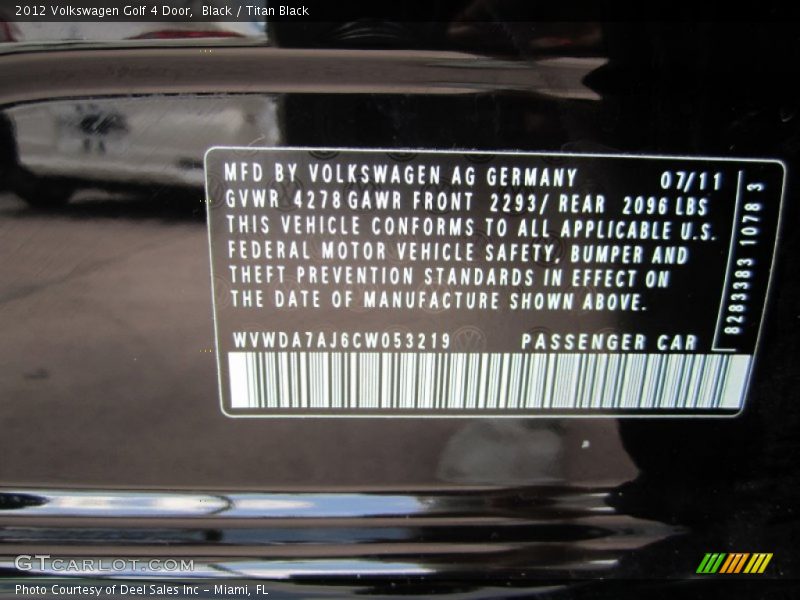 2012 Volkswagen Golf 4 Door,  Black / Titan Black
MFD BY VOLKSWAGEN AG GERMANY 07/11
GVWR 4278 GAWR FRONT 2293/ REAR 2096 LBS
THIS VEHICLE CONFORMS TO ALL APPLICABLE U.S.
FEDERAL MOTOR VEHICLE SAFETY, BUMPER AND
THEFT PREVENTION STANDARDS IN EFFECT ON
THE DATE OF MANUFACTURE SHOWN ABOVE.
WVWDA7AJ6CW053219 PASSENGER CAR
8283383 1078 3
GTCARLOT.COM
Photo Courtesy of Deel Sales Inc - Miami, FL